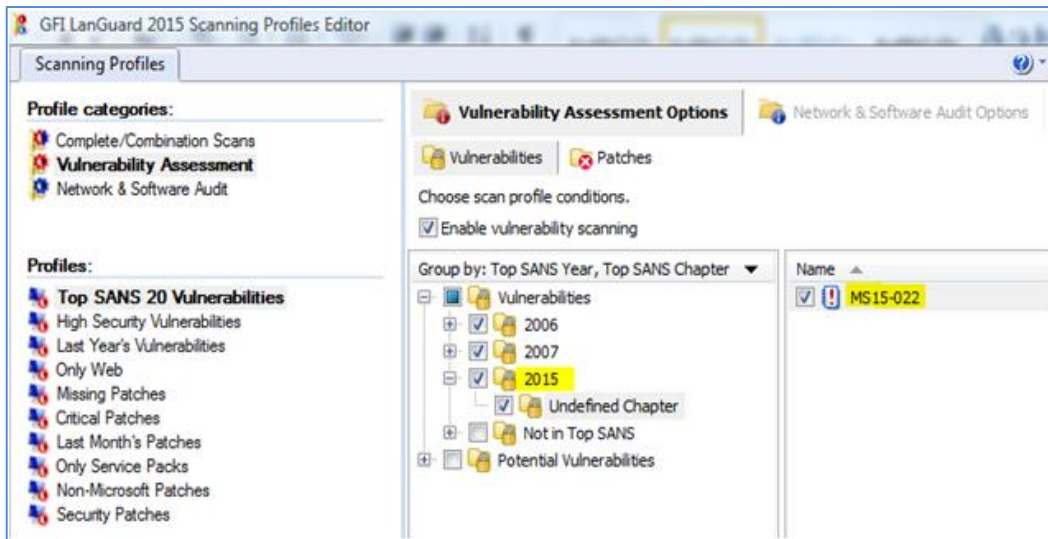 GFI LanGuard 2015 Scanning Profiles Editor
Scanning Profiles
Profile categories:
Complete/Combination Scans
Vulnerability Assessment
Network & Software Audit
Profiles:
Top SANS 20 Vulnerabilities
High Security Vulnerabilities
Last Year's Vulnerabilities
Only Web
Missing Patches
Critical Patches
Last Month's Patches
Only Service Packs
Non-Microsoft Patches
Security Patches
Vulnerability Assessment Options
Network & Software Audit Options
Vulnerabilities
Patches
Choose scan profile conditions.
Enable vulnerability scanning
Group by: Top SANS Year, Top SANS Chapter
Vulnerabilities
2006
2007
2015
Undefined Chapter
Not in Top SANS
Potential Vulnerabilities
Name
MS15-022